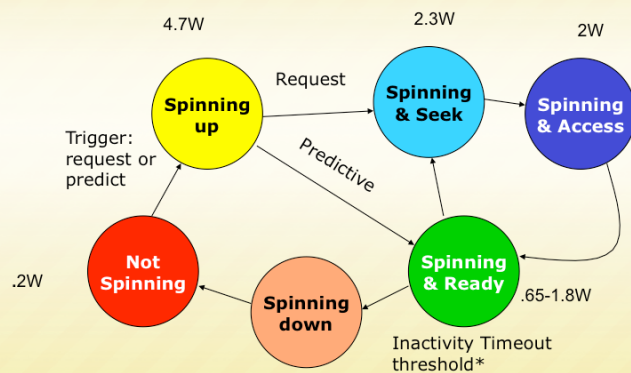 4.7W
2.3W
2W
Spinning
up
Request
Spinning
& Seek
Spinning
& Access
Trigger:
request or
predict
Predictive
Not
Spinning
.2W
Spinning
down
Spinning
& Ready
.65-1.8W
Inactivity Timeout
threshold*